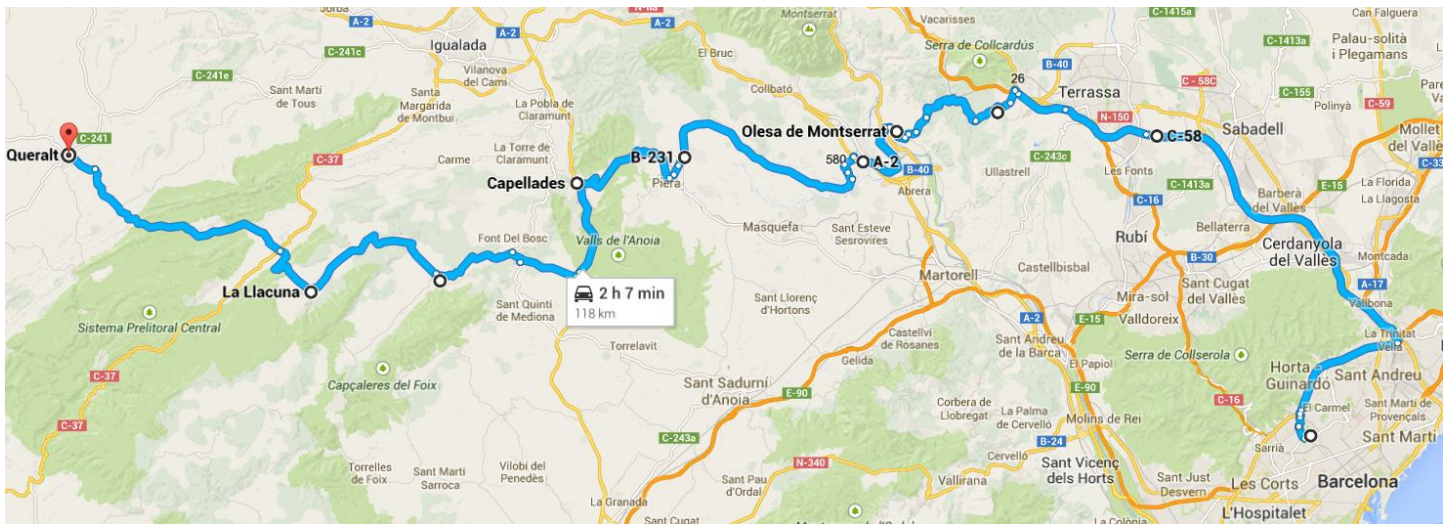 Jorba
A-2
N-IIa
Montserrat
Vacarisses
C-1415a
C-1413a
Can Falguera
Palau-solità
i Plegamans
A-2
C-241c
Igualada
El Bruc
Serra de Collcardús
B-40
C - 58C
C-155
C-241e
Vilanova
del Camí
Collbató
26
Terrassa
Polinyà
C-59
Sant Martí
de Tous
Santa
Margarida
de Montbui
La Pobla de
Claramunt
N-150
Sabadell
Mollet
del Vallès
C-241
Olesa de Montserrat
C=58
Queralt
C-37
Carme
La Torre de
Claramunt
B-231
580
A-2
B-40
C-243c
C-33
Capellades
Piera
Abrera
Ullastrell
Les Fonts
C-1413a
Barberà
del Vallès
E-15
La Florida
La Llagosta
C-16
Masquefa
Sant Esteve
Sesrovires
Rubí
Bellaterra
Font Del Bosc
Valls de l'Anoia
Cerdanyola
del Vallès
Montcada
Martorell
Castellbisbal
B-30
La Llacuna
2 h 7 min
118 km
Sant Quintí
de Mediona
Sant Llorenç
d'Hortons
Mira-sol
Valldoreix
Sant Cugat
del Vallès
A-17
Vallbona
Sistema Prelitoral Central
A-2
E-15
La Trinitat
Vella
Torrelavit
Castellví
de Rosanes
Gelida
Sant Andreu
de la Barca
El Papiol
Serra de Collserola
Horta -
Guinardó
Sant Andreu
C-37
Capçaleres del Foix
Sant Sadurní
d'Anoia
E-90
E-90
C-16
El Carmel
Corbera de
Llobregat
La Palma
de Cervelló
Molins de Rei
Sant Martí de
Provençals
C-37
C-243a
B-24
Sarrià
Sant Martí
Cervelló
Torrelles
de Foix
Sant Martí
Sarroca
Vilobí del
Penedès
N-340
Vallirana
Sant Vicenç
dels Horts
Sant Just
Desvern
Les Corts
Barcelona
Sant Pau
d'Ordal
La Granada
Sant Cugat
La Colònia
L'Hospitalet